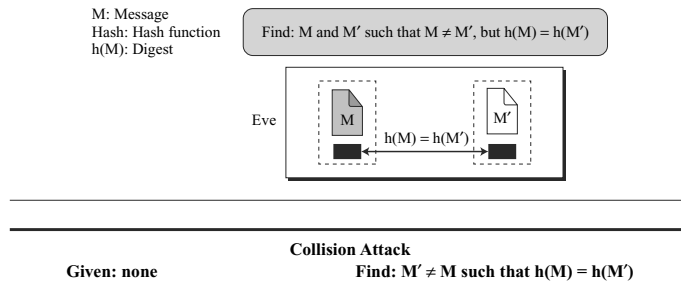 M: Message
Hash: Hash function
h(M): Digest
Find: M and M′ such that M ≠ M′, but h(M) = h(M′)
Eve
M
M′
h(M) = h(M′)
Collision Attack
Given: none Find: M′ ≠ M such that h(M) = h(M′)